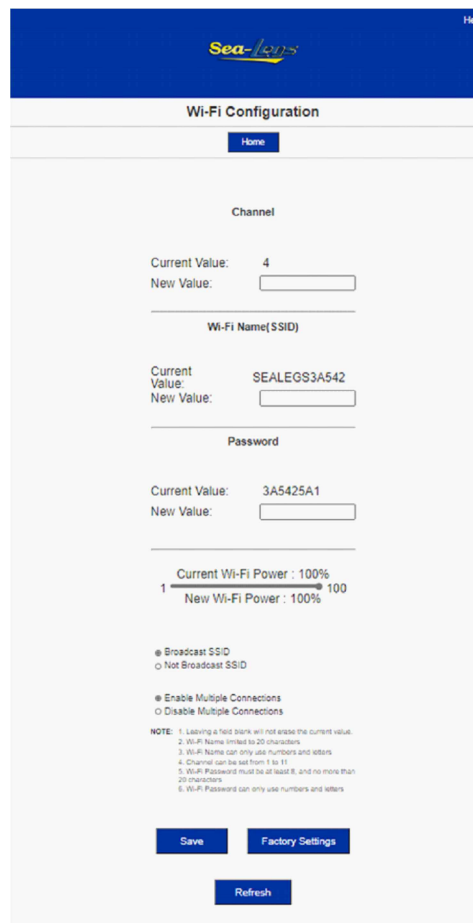 He
Sea-Legs
Wi-Fi Configuration
Home
Channel
Current Value: 4
New Value:
Wi-Fi Name(SSID)
Current
Value: SEALEGS3A542
New Value:
Password
Current Value: 3A5425A1
New Value:
Current Wi-Fi Power : 100%
1 100
New Wi-Fi Power : 100%
Broadcast SSID
Not Broadcast SSID
Enable Multiple Connections
Disable Multiple Connections
NOTE: 1. Leaving a field blank will not erase the current value.
2. Wi-Fi Name limited to 20 characters
3. Wi-Fi Name can only use numbers and letters
4. Channel can be set from 1 to 11
5. Wi-Fi Password must be at least 8, and no more than
20 characters
6. Wi-Fi Password can only use numbers and letters
Save Factory Settings
Refresh